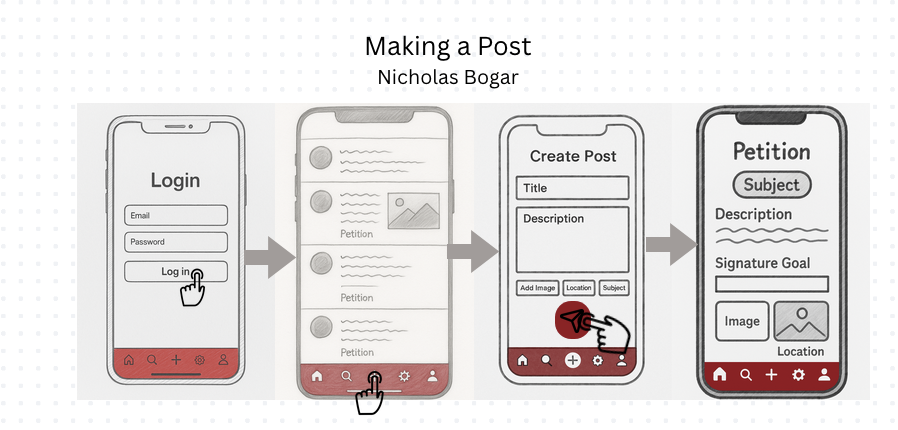 Making a Post
Nicholas Bogar
Login
Email
Password
Log in
Petition
Petition
Petition
Create Post
Title
Description
Add Image
Location
Subject
Petition
Subject
Description
Signature Goal
Image
Location